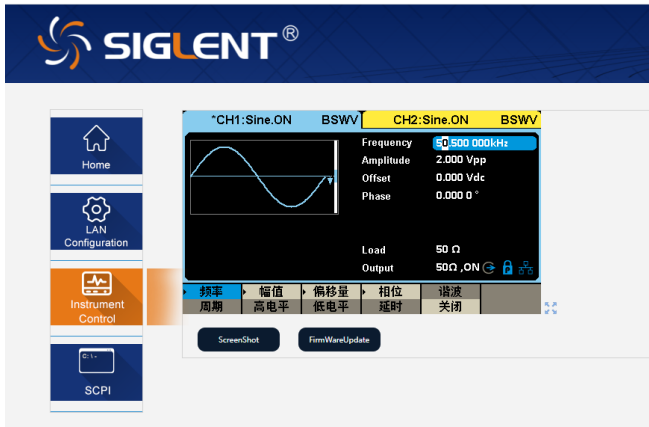 SIGLENT®
Home
LAN
Configuration
Instrument
Control
C:\-
SCPI
*CH1:Sine.ON BSWV CH2:Sine.ON BSWV
Frequency 50.500 000kHz
Amplitude 2.000 Vpp
Offset 0.000 Vdc
Phase 0.000 0 °
Load 50 Ω
Output 50Ω ,ON
频率 幅值 偏移量 相位 谐波
周期 高电平 低电平 延时 关闭
ScreenShot FirmWareUpdate